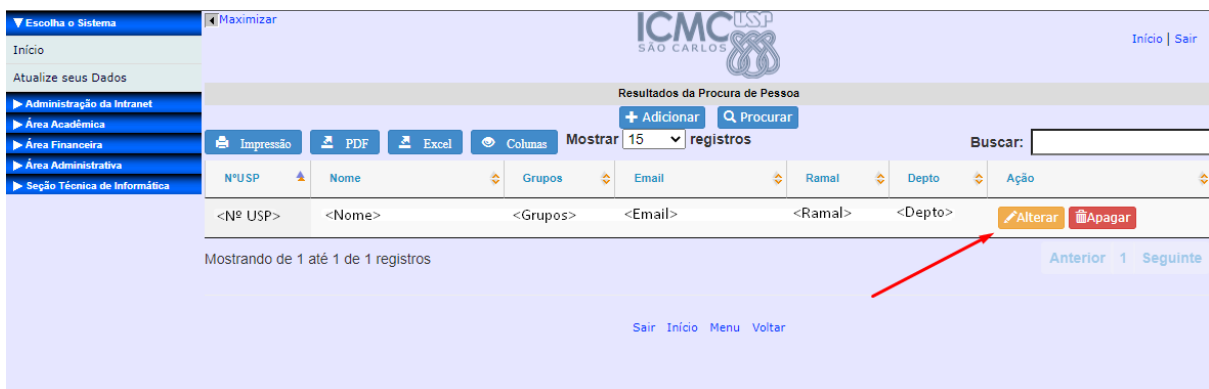 Escolha o Sistema
Início
Atualize seus Dados
Administração da Intranet
Área Acadêmica
Área Financeira
Área Administrativa
Seção Técnica de Informática
Maximizar
ICMC USP
SÃO CARLOS
Início | Sair
Resultados da Procura de Pessoa
Adicionar Procurar
Impressão PDF Excel Colunas Mostrar 15 registros Buscar:
NºUSP Nome Grupos Email Ramal Depto Ação
<Nº USP> <Nome> <Grupos> <Email> <Ramal> <Depto> Alterar Apagar
Mostrando de 1 até 1 de 1 registros Anterior 1 Seguinte
Sair Início Menu Voltar